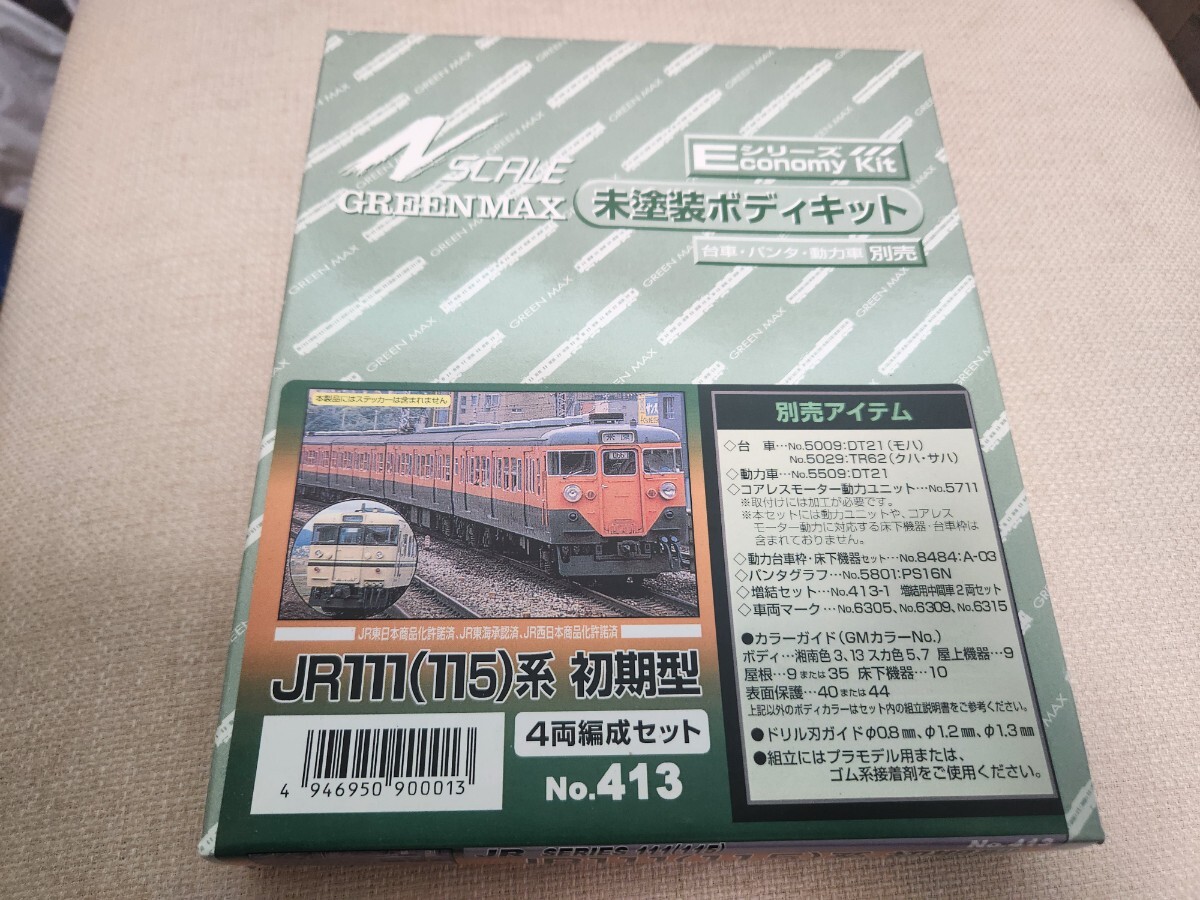 N SCALE
GREENMAX
Eシリーズ
Economy Kit
未塗装ボディキット
台車・パンタ・動力車 別売
GREEN MAX
本製品にはステッカーは含まれません
JR東日本商品化許諾済、JR東海承認済、JR西日本商品化許諾済
JR111(115)系 初期型
4両編成セット
No.413
4 946950 900013
別売アイテム
◇台 車…No.5009:DT21(モハ)
No.5029:TR62(クハ・サハ)
◇動力車…No.5509:DT21
◇コアレスモーター動力ユニット…No.5711
※取付けには加工が必要です。
※本セットには動力ユニットや、コアレス
モーター動力に対応する床下機器・台車枠は
含まれておりません。
◇動力台車枠・床下機器セット…No.8484:A-03
◇パンタグラフ…No.5801:PS16N
◇増結セット…No.413-1 増結用中間車2両セット
◇車両マーク…No.6305、No.6309、No.6315
●カラーガイド(GMカラーNo.)
ボディ…湘南色3、13 スカ色5、7 屋上機器…9
屋根…9または35 床下機器…10
表面保護…40または44
上記以外のボディカラーはセット内の組立説明書をご参考ください。
●ドリル刃ガイドφ0.8㎜、φ1.2㎜、φ1.3㎜
●組立にはプラモデル用または、
ゴム系接着剤をご使用ください。
JR SERIES 111(115)
No.413